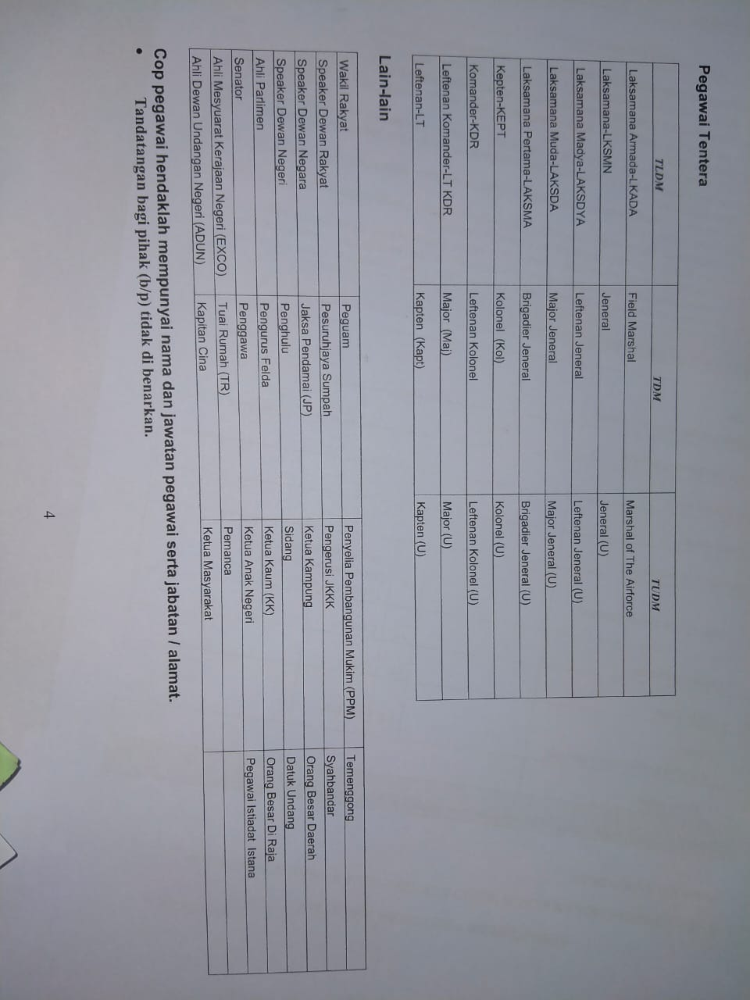 Pegawai Tentera
TLDM TDM TUDM
Laksamana Armada-LKADA Field Marshal Marshal of The Airforce
Laksamana-LKSMN Jeneral Jeneral (U)
Laksamana Madya-LAKSDYA Leftenan Jeneral Leftenan Jeneral (U)
Laksamana Muda-LAKSDA Major Jeneral Major Jeneral (U)
Laksamana Pertama-LAKSMA Brigadier Jeneral Brigadier Jeneral (U)
Kepten-KEPT Kolonel (Kol) Kolonel (U)
Komander-KDR Leftenan Kolonel Leftenan Kolonel (U)
Leftenan Komander-LT KDR Major (Maj) Major (U)
Leftenan-LT Kapten (Kapt) Kapten (U)
Lain-lain
Wakil Rakyat Peguam Penyelia Pembangunan Mukim (PPM) Temenggong
Speaker Dewan Rakyat Pesuruhjaya Sumpah Pengerusi JKKK Syahbandar
Speaker Dewan Negara Jaksa Pendamai (JP) Ketua Kampung Orang Besar Daerah
Speaker Dewan Negeri Penghulu Sidang Datuk Undang
Ahli Parlimen Pengurus Felda Ketua Kaum (KK) Orang Besar Di Raja
Senator Penggawa Ketua Anak Negeri Pegawai Istiadat Istana
Ahli Mesyuarat Kerajaan Negeri (EXCO) Tuai Rumah (TR) Pemanca
Ahli Dewan Undangan Negeri (ADUN) Kapitan Cina Ketua Masyarakat
Cop pegawai hendaklah mempunyai nama dan jawatan pegawai serta jabatan / alamat.
• Tandatangan bagi pihak (b/p) tidak di benarkan.
4